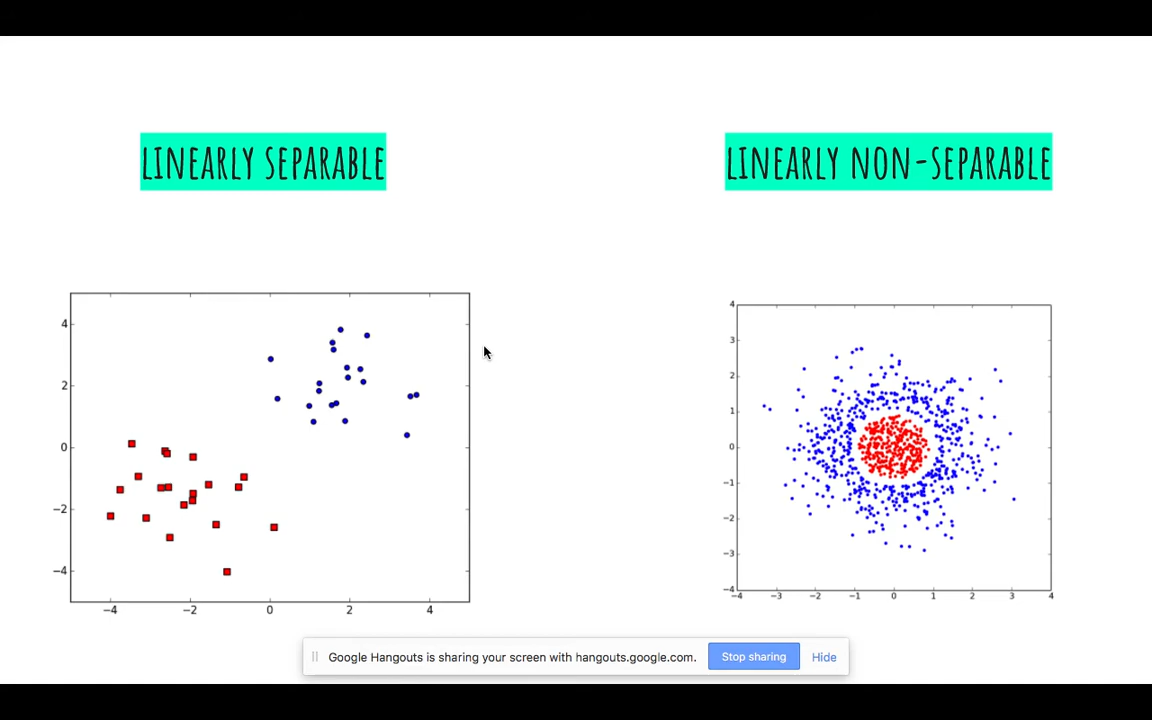 LINEARLY SEPARABLE
LINEARLY NON-SEPARABLE
4
2
0
−2
−4
−4 −2 0 2 4
4
3
2
1
0
−1
−2
−3
−4
−4 −3 −2 −1 0 1 2 3 4
Google Hangouts is sharing your screen with hangouts.google.com. Stop sharing Hide